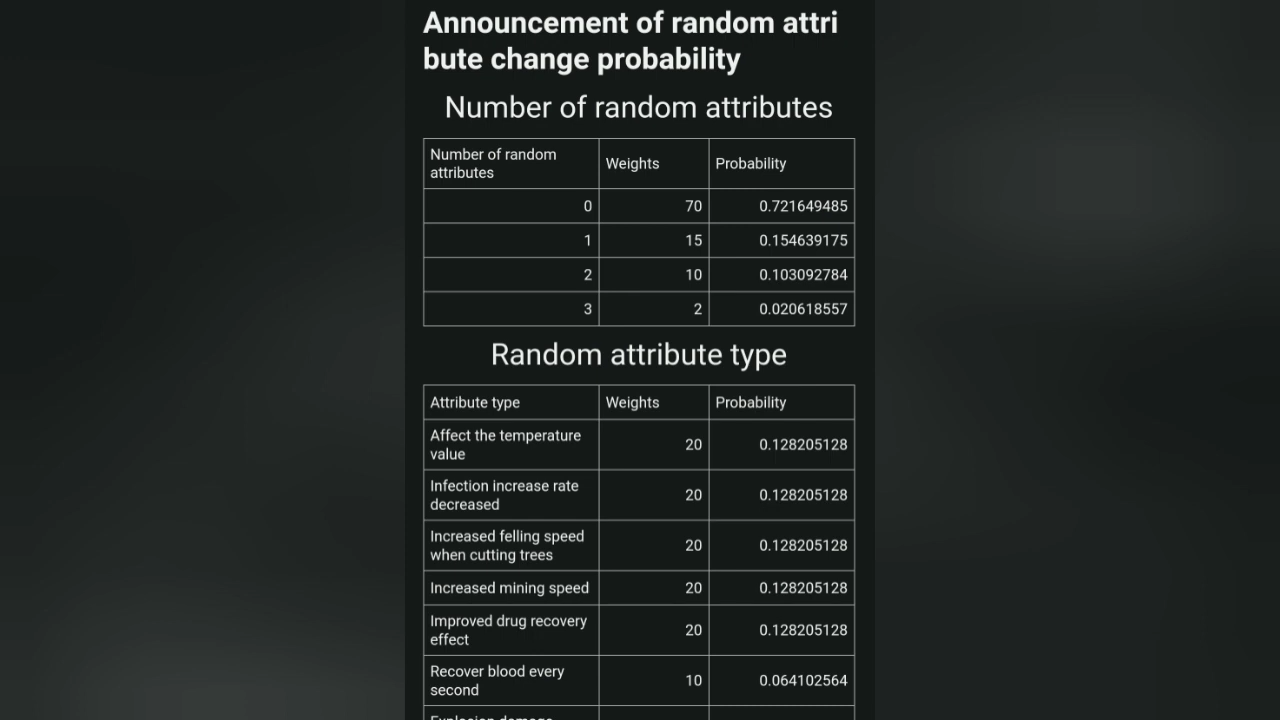 Announcement of random attri
bute change probability
Number of random attributes
Number of random
attributes
Weights
Probability
0 70 0.721649485
1 15 0.154639175
2 10 0.103092784
3 2 0.020618557
Random attribute type
Attribute type Weights Probability
Affect the temperature
value
20 0.128205128
Infection increase rate
decreased
20 0.128205128
Increased felling speed
when cutting trees
20 0.128205128
Increased mining speed 20 0.128205128
Improved drug recovery
effect
20 0.128205128
Recover blood every
second
10 0.064102564